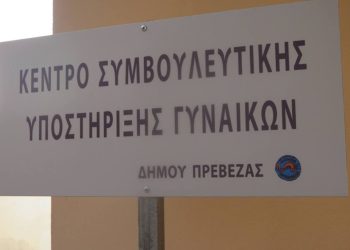 ΚΕΝΤΡΟ ΣΥΜΒΟΥΛΕΥΤΙΚΗΣ
ΥΠΟΣΤΗΡΙΞΗΣ ΓΥΝΑΙΚΩΝ
ΔΗΜΟΥ ΠΡΕΒΕΖΑΣ